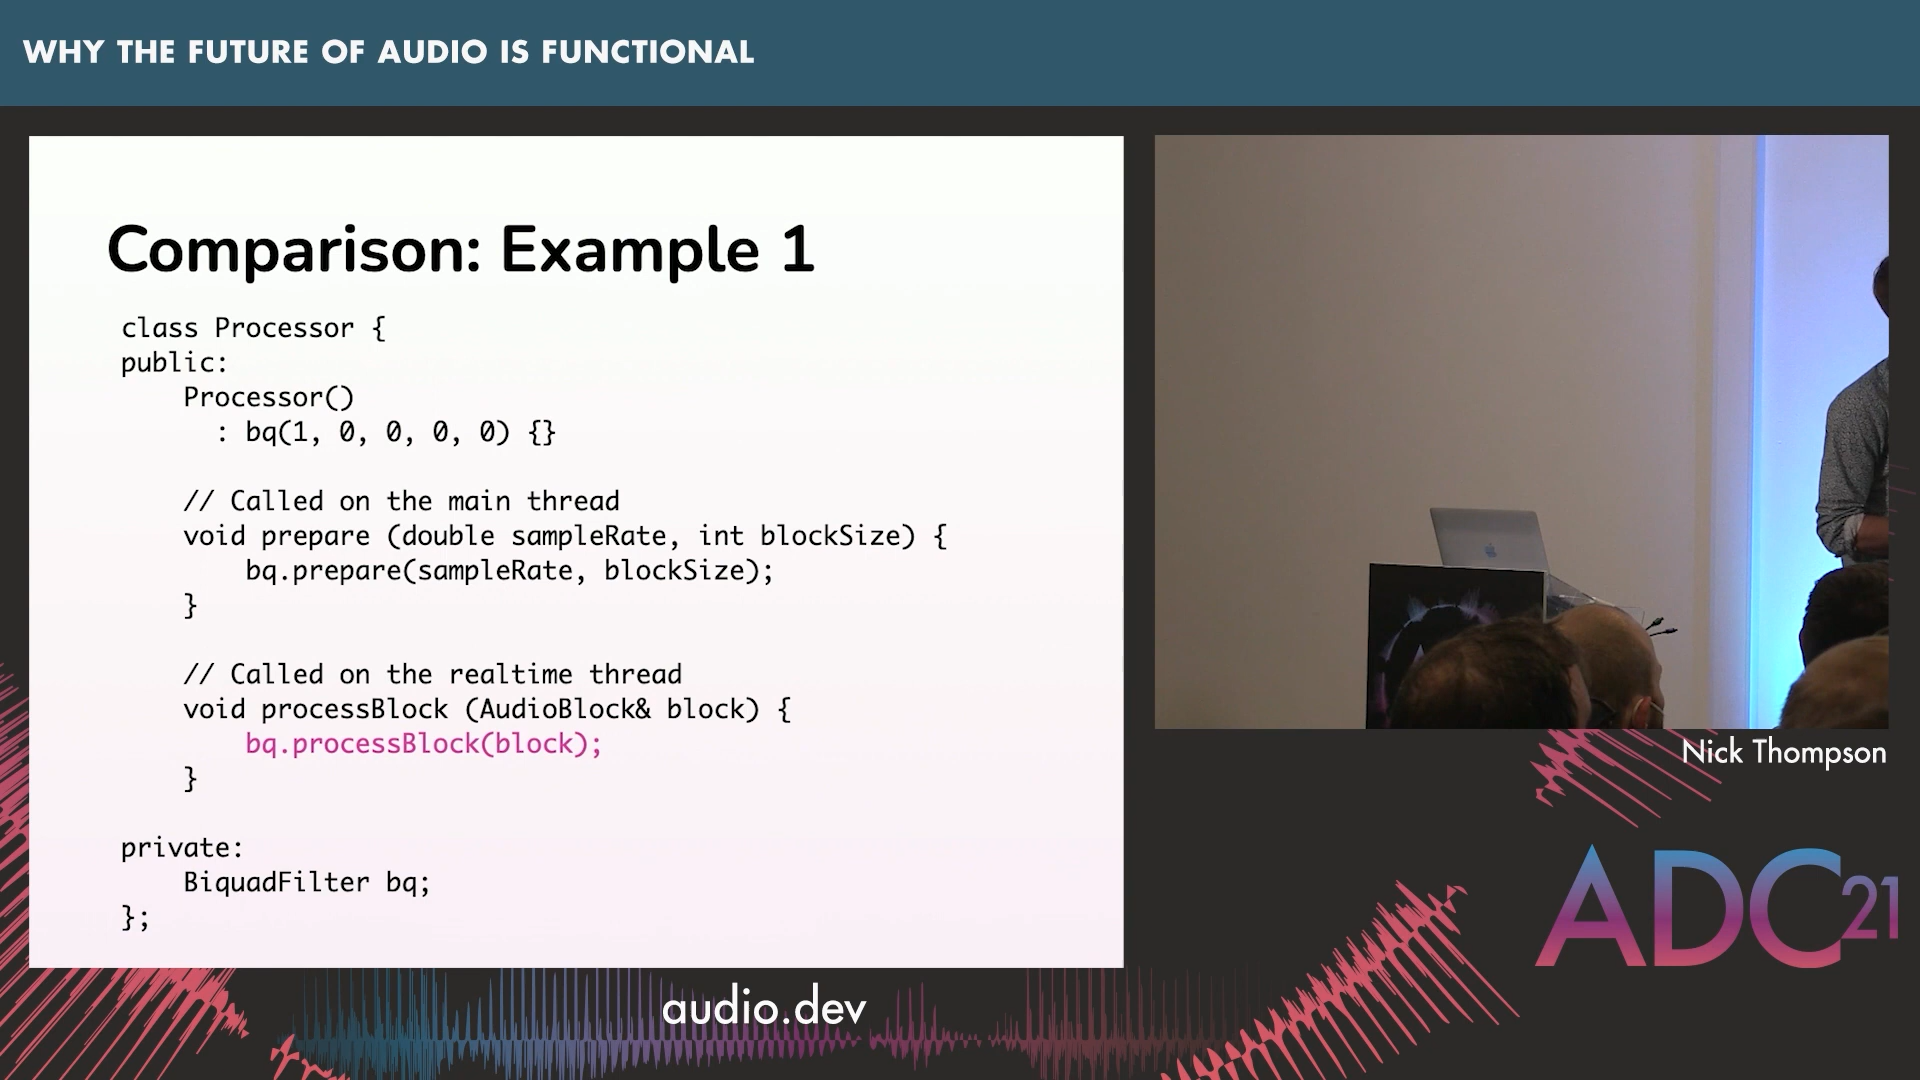 WHY THE FUTURE OF AUDIO IS FUNCTIONAL
Comparison: Example 1
class Processor {
public:
    Processor()
      : bq(1, 0, 0, 0, 0) {}

    // Called on the main thread
    void prepare (double sampleRate, int blockSize) {
        bq.prepare(sampleRate, blockSize);
    }

    // Called on the realtime thread
    void processBlock (AudioBlock& block) {
        bq.processBlock(block);
    }

private:
    BiquadFilter bq;
};
Nick Thompson
ADC21
audio.dev